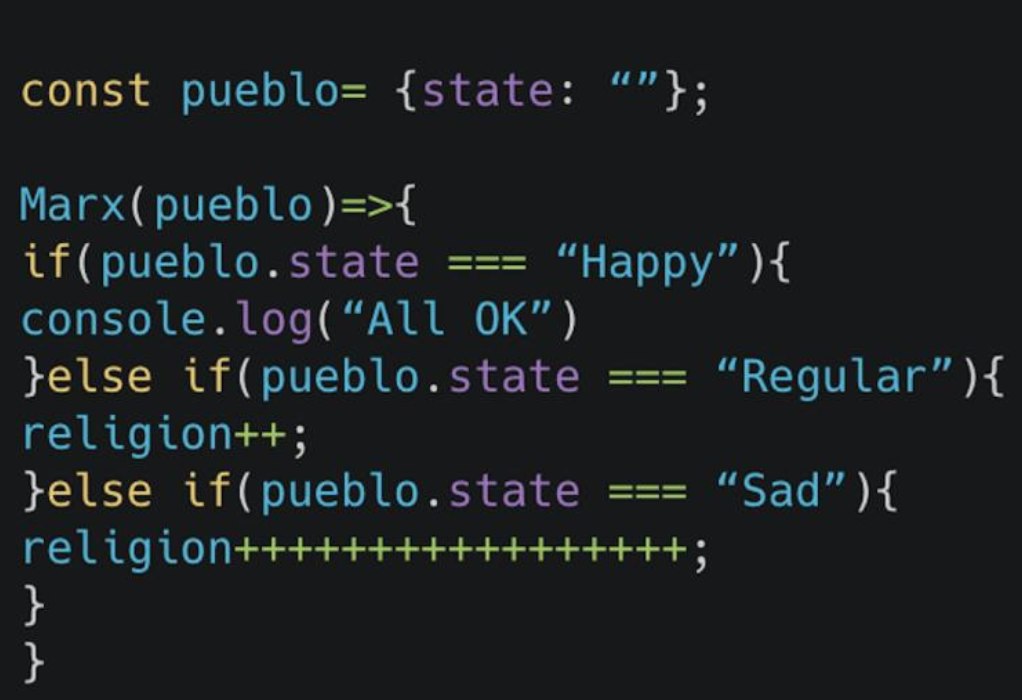 const pueblo= {state: “”};
Marx(pueblo)=>{
if(pueblo.state === “Happy”){
console.log(“All OK”)
}else if(pueblo.state === “Regular”){
religion++;
}else if(pueblo.state === “Sad”){
religion+++++++++++++++++;
}
}